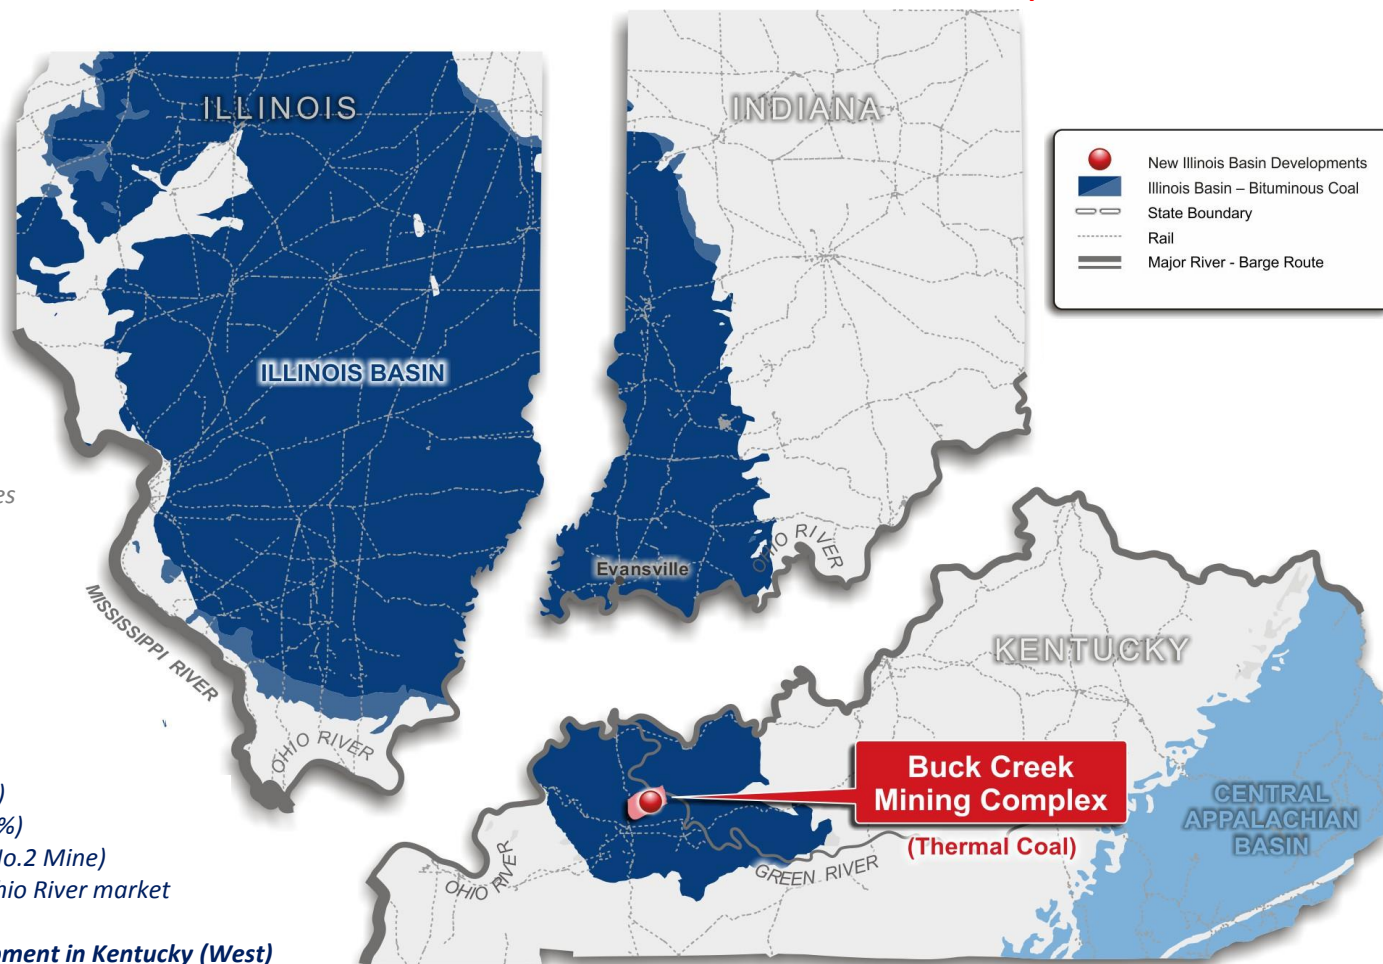 ILLINOIS
INDIANA
New Illinois Basin Developments
Illinois Basin – Bituminous Coal
State Boundary
Rail
Major River - Barge Route
ILLINOIS BASIN
es
Evansville
OHIO RIVER
MISSISSIPPI RIVER
KENTUCKY
OHIO RIVER
Buck Creek
Mining Complex
(Thermal Coal)
CENTRAL
APPALACHIAN
BASIN
OHIO RIVER
GREEN RIVER
)
%)
No.2 Mine)
hio River market
pment in Kentucky (West)